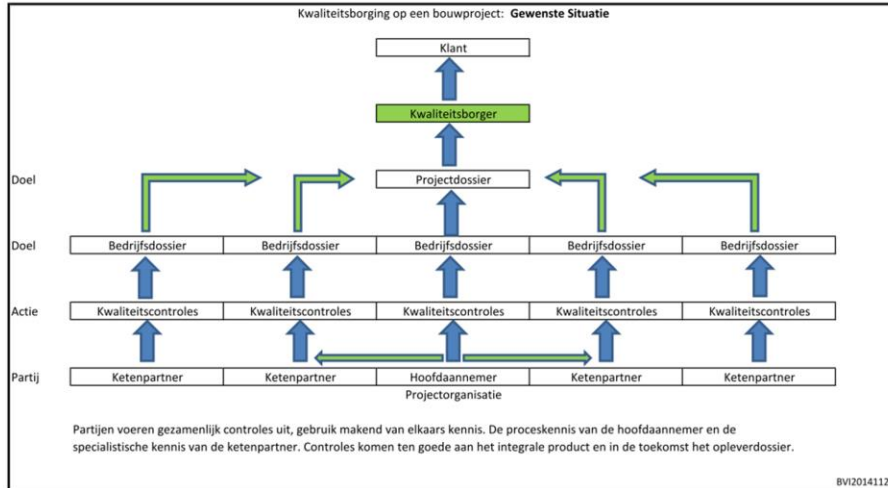 Kwaliteitsborging op een bouwproject: Gewenste Situatie
Klant
Kwaliteitsborger
Doel Projectdossier
Doel Bedrijfsdossier Bedrijfsdossier Bedrijfsdossier Bedrijfsdossier Bedrijfsdossier
Actie Kwaliteitscontroles Kwaliteitscontroles Kwaliteitscontroles Kwaliteitscontroles Kwaliteitscontroles
Partij Ketenpartner Ketenpartner Hoofdaannemer Ketenpartner Ketenpartner
Projectorganisatie
Partijen voeren gezamenlijk controles uit, gebruik makend van elkaars kennis. De proceskennis van de hoofdaannemer en de
specialistische kennis van de ketenpartner. Controles komen ten goede aan het integrale product en in de toekomst het opleverdossier.
BVI2014112